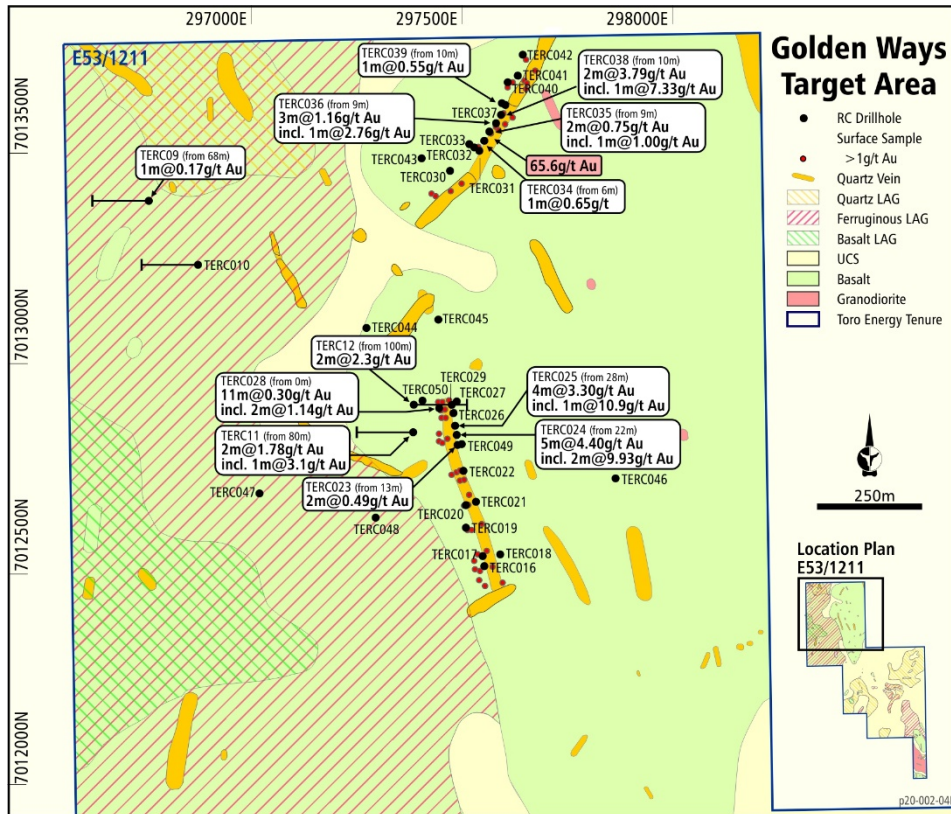 297000E
297500E
298000E
7013500N
7013000N
7012500N
7012000N
E53/1211
TERC039 (from 10m)
1m@0.55g/t Au
TERC042
TERC041
TERC040
TERC038 (from 10m)
2m@3.79g/t Au
incl. 1m@7.33g/t Au
TERC036 (from 9m)
3m@1.16g/t Au
incl. 1m@2.76g/t Au
TERC037
TERC035 (from 9m)
2m@0.75g/t Au
incl. 1m@1.00g/t Au
TERC033
TERC032
TERC043
TERC030
TERC031
65.6g/t Au
TERC034 (from 6m)
1m@0.65g/t
TERC09 (from 68m)
1m@0.17g/t Au
TERC010
TERC045
TERC044
TERC12 (from 100m)
2m@2.3g/t Au
TERC029
TERC050
TERC027
TERC028 (from 0m)
11m@0.30g/t Au
incl. 2m@1.14g/t Au
TERC026
TERC025 (from 28m)
4m@3.30g/t Au
incl. 1m@10.9g/t Au
TERC11 (from 80m)
2m@1.78g/t Au
incl. 1m@3.1g/t Au
TERC024 (from 22m)
5m@4.40g/t Au
incl. 2m@9.93g/t Au
TERC049
TERC023 (from 13m)
2m@0.49g/t Au
TERC022
TERC046
TERC047
TERC048
TERC021
TERC020
TERC019
TERC017
TERC018
TERC016
Golden Ways
Target Area
RC Drillhole
Surface Sample
>1g/t Au
Quartz Vein
Quartz LAG
Ferruginous LAG
Basalt LAG
UCS
Basalt
Granodiorite
Toro Energy Tenure
250m
Location Plan
E53/1211